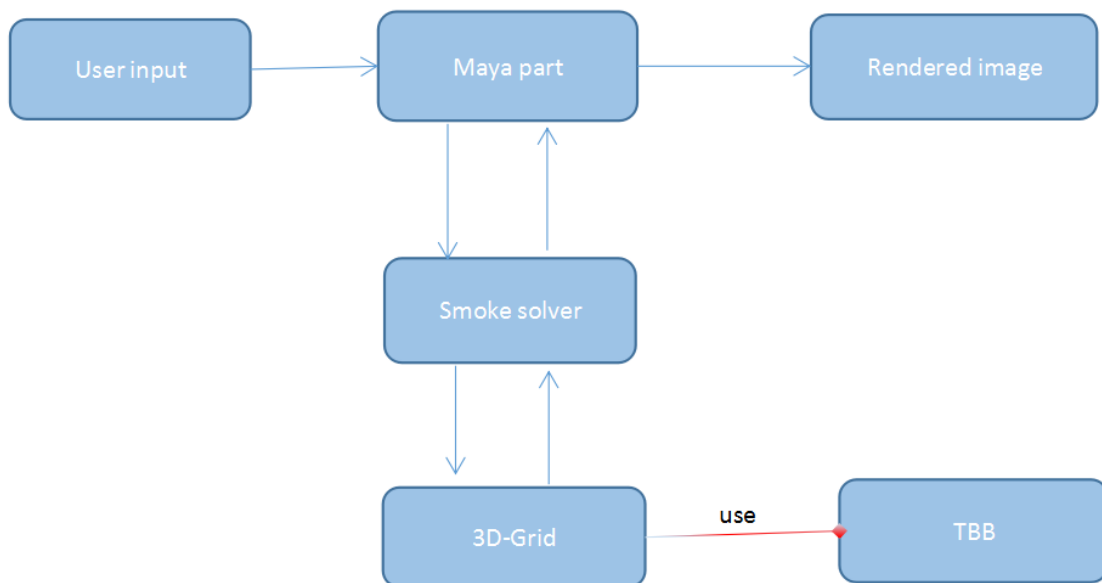 User input
Maya part
Rendered image
Smoke solver
3D-Grid
use
TBB